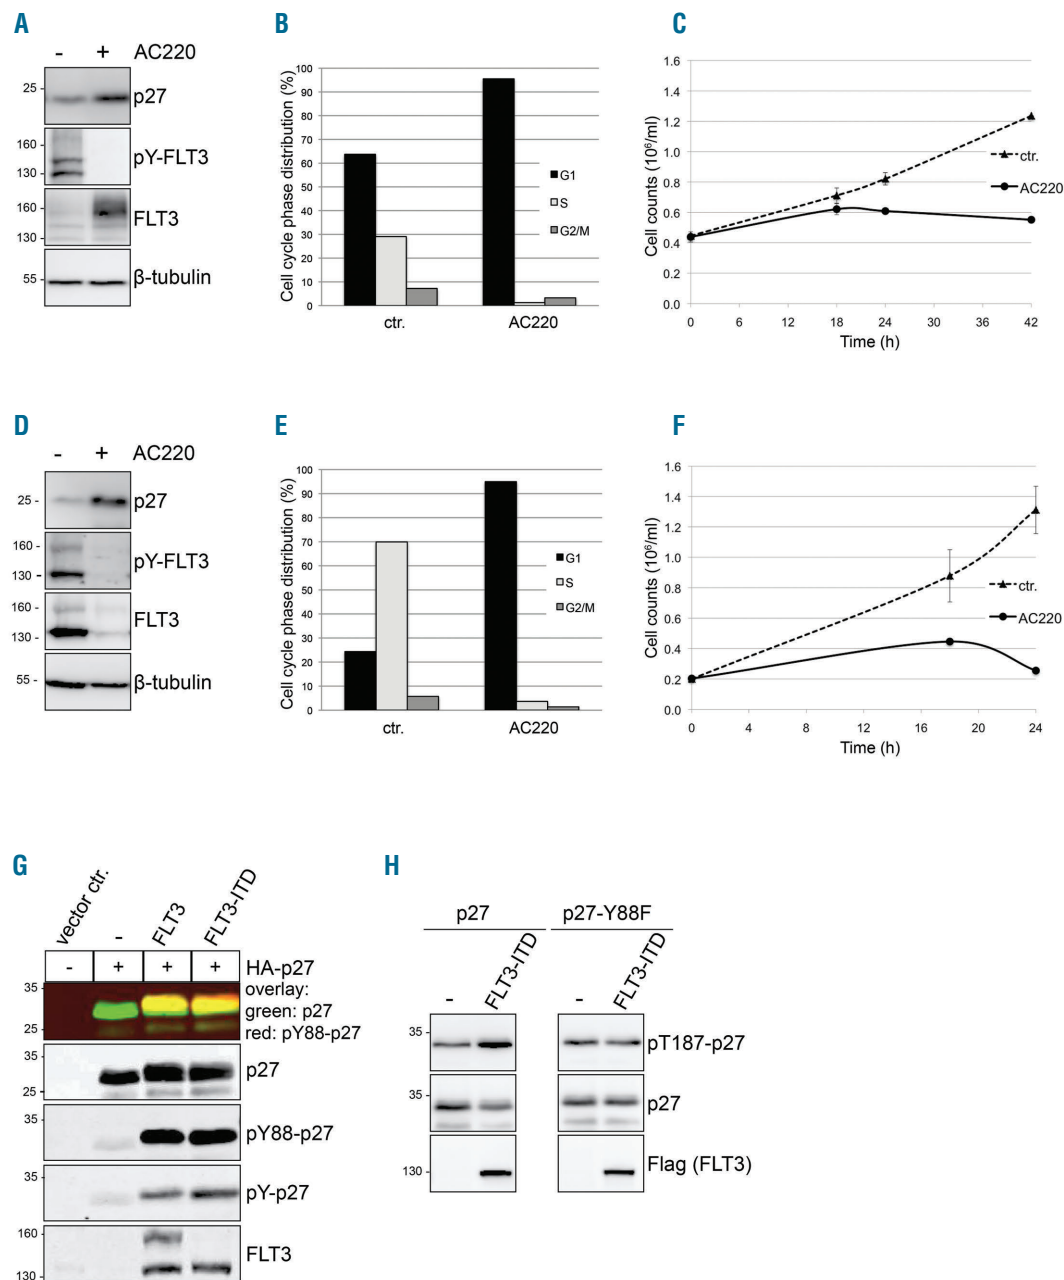 A
- + AC220
25 -
p27
160 -
130 -
pY-FLT3
160 -
130 -
FLT3
55 -
β-tubulin
B
Cell cycle phase distribution (%)
100
90
80
70
60
50
40
30
20
10
0
G1
S
G2/M
ctr. AC220
C
Cell counts (10⁶/ml)
1.6
1.4
1.2
1.0
0.8
0.6
0.4
0.2
0.0
ctr.
AC220
0 6 12 18 24 30 36 42
Time (h)
D
- + AC220
25 -
p27
160 -
130 -
pY-FLT3
160 -
130 -
FLT3
55 -
β-tubulin
E
Cell cycle phase distribution (%)
100
90
80
70
60
50
40
30
20
10
0
G1
S
G2/M
ctr. AC220
F
Cell counts (10⁶/ml)
1.6
1.4
1.2
1.0
0.8
0.6
0.4
0.2
0.0
ctr.
AC220
0 4 8 12 16 20 24
Time (h)
G
vector ctr. - FLT3 FLT3-ITD
- + + + HA-p27
35
25
overlay:
green: p27
red: pY88-p27
35
25
p27
35
pY88-p27
35
pY-p27
160
130
FLT3
H
p27 p27-Y88F
- FLT3-ITD - FLT3-ITD
35
pT187-p27
35
p27
130
Flag (FLT3)